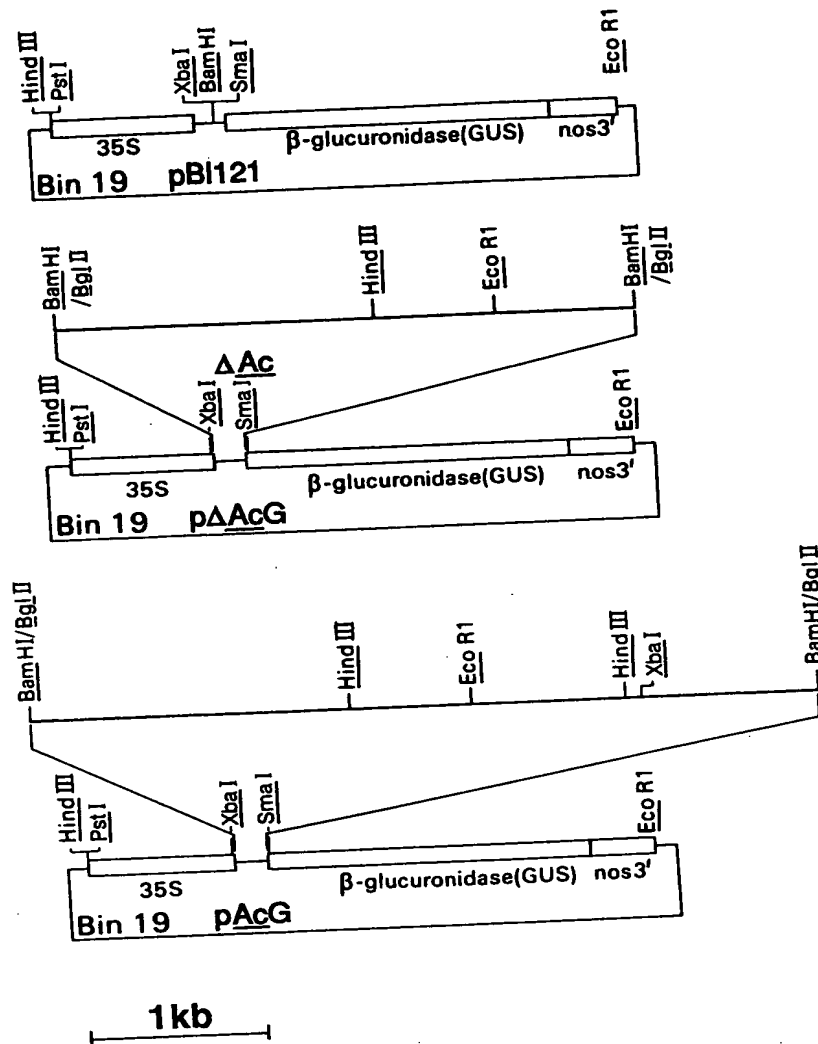 Hind III
Pst I
Xba I
BamHI
Sma I
Eco R1
35S
β-glucuronidase(GUS)
nos3'
Bin 19
pBI121
BamHI
/Bgl II
Hind III
Eco R1
BamHI
/Bgl II
ΔAc
Hind III
Pst I
Xba I
Sma I
Eco R1
35S
β-glucuronidase(GUS)
nos3'
Bin 19
pΔAcG
BamHI/Bgl II
Hind III
Eco R1
Hind III
Xba I
BamHI/Bgl II
Hind III
Pst I
Xba I
Sma I
Eco R1
35S
β-glucuronidase(GUS)
nos3'
Bin 19
pAcG
1kb